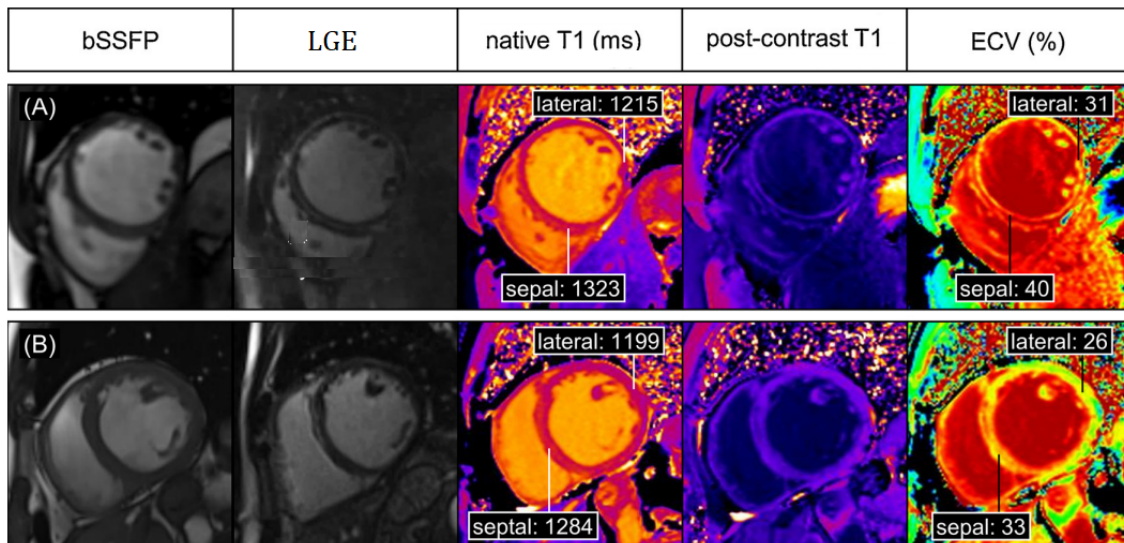 bSSFP
LGE
native T1 (ms)
post-contrast T1
ECV (%)
(A)
lateral: 1215
lateral: 31
sepal: 1323
sepal: 40
(B)
lateral: 1199
lateral: 26
septal: 1284
sepal: 33